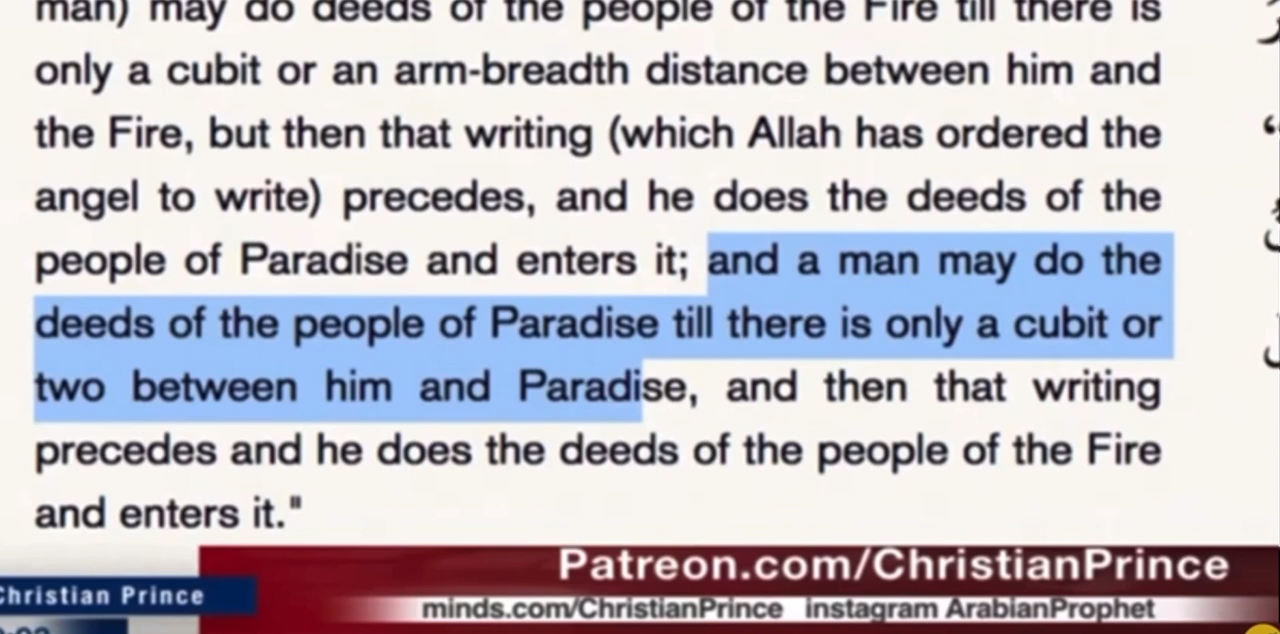 man) may do deeds of the people of the Fire till there is
only a cubit or an arm-breadth distance between him and
the Fire, but then that writing (which Allah has ordered the
angel to write) precedes, and he does the deeds of the
people of Paradise and enters it; and a man may do the
deeds of the people of Paradise till there is only a cubit or
two between him and Paradise, and then that writing
precedes and he does the deeds of the people of the Fire
and enters it."
Patreon.com/ChristianPrince
Christian Prince
minds.com/ChristianPrince instagram ArabianProphet